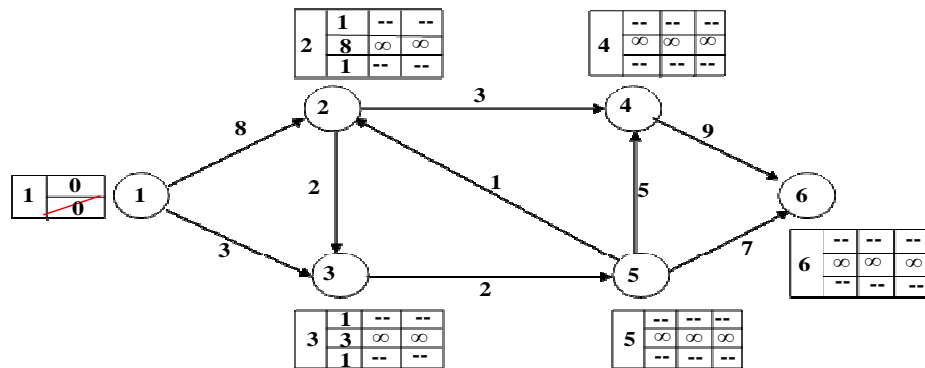 2 1 -- --
8 ∞ ∞
1 -- --
4 -- -- --
∞ ∞ ∞
-- -- --
3
2
4
8
9
1 0
0
1
2
1
5
6
3
7
3
2
5
6 -- -- --
∞ ∞ ∞
-- -- --
3 1 -- --
3 ∞ ∞
1 -- --
5 -- -- --
∞ ∞ ∞
-- -- --